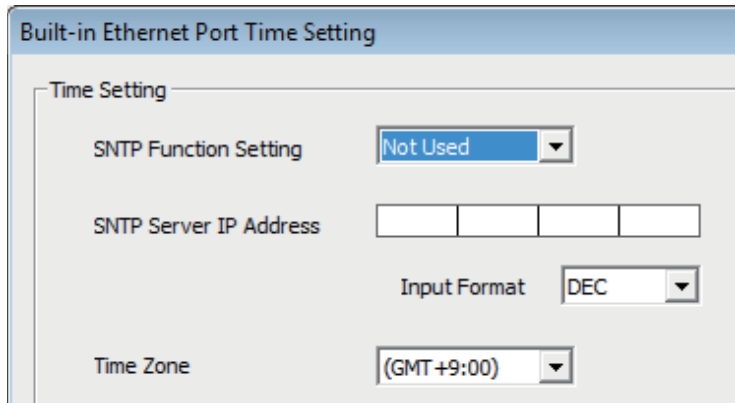 Built-in Ethernet Port Time Setting
Time Setting
SNTP Function Setting Not Used
SNTP Server IP Address
Input Format DEC
Time Zone (GMT+9:00)